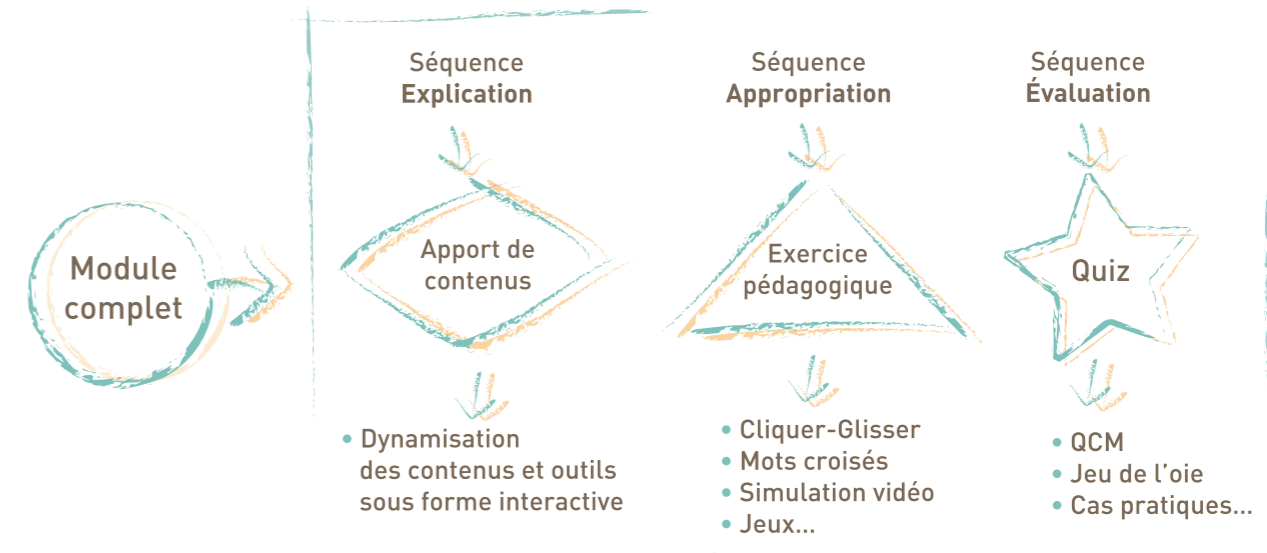 Module
complet
Séquence
Explication
Apport de
contenus
• Dynamisation
des contenus et outils
sous forme interactive
Séquence
Appropriation
Exercice
pédagogique
• Cliquer-Glisser
• Mots croisés
• Simulation vidéo
• Jeux...
Séquence
Évaluation
Quiz
• QCM
• Jeu de l'oie
• Cas pratiques...